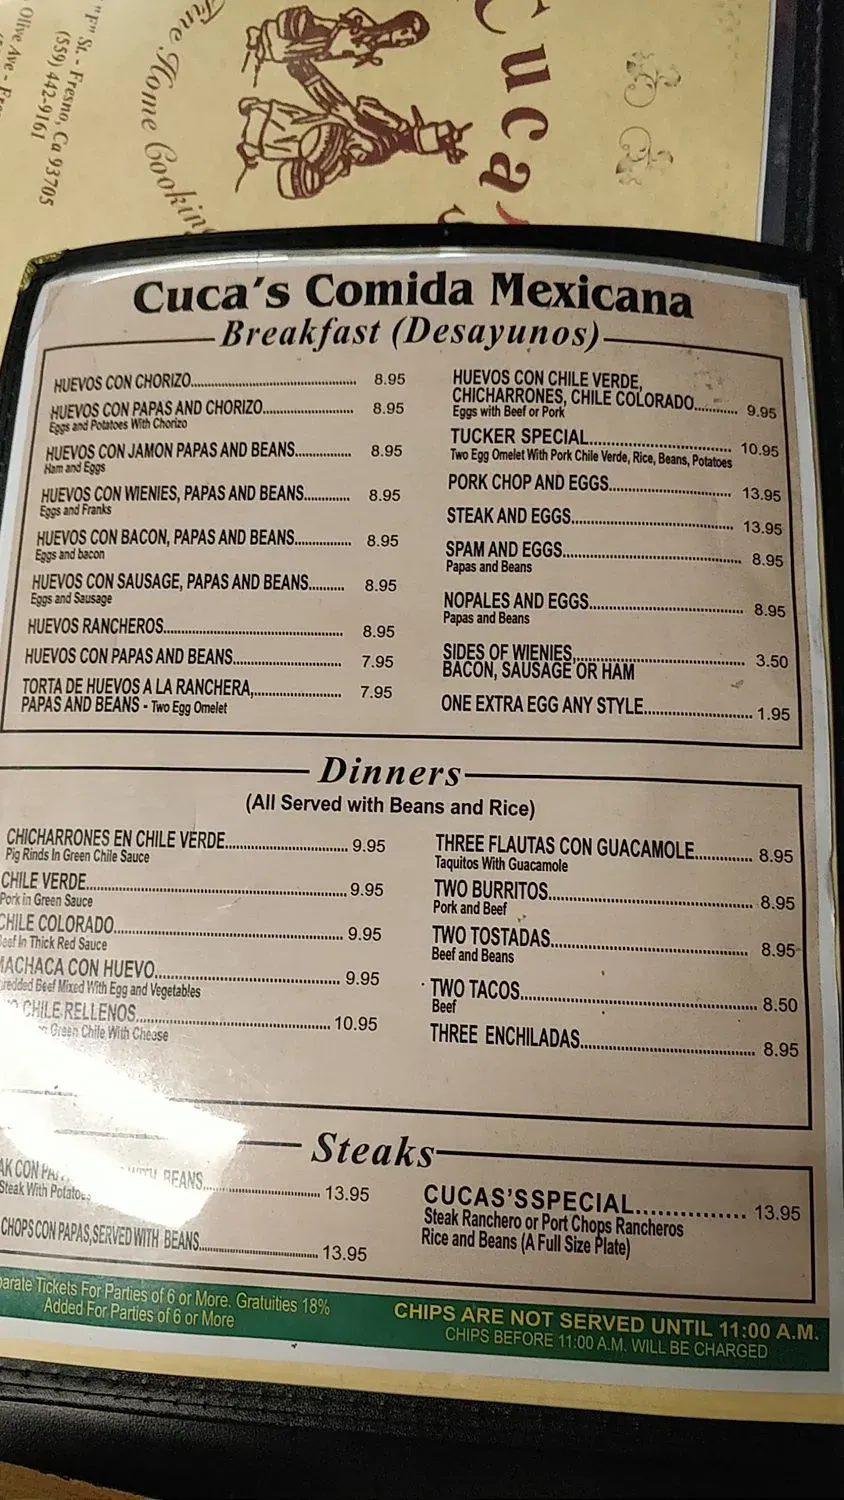 Cuca's
Fine Home Cooking
"F" St. - Fresno, Ca 93705
(559) 442-9161
Olive Ave -
Cuca's Comida Mexicana
Breakfast (Desayunos)
HUEVOS CON CHORIZO.......... 8.95
HUEVOS CON PAPAS AND CHORIZO.......... 8.95
Eggs and Potatoes With Chorizo
HUEVOS CON JAMON PAPAS AND BEANS.......... 8.95
Ham and Eggs
HUEVOS CON WIENIES, PAPAS AND BEANS.......... 8.95
Eggs and Franks
HUEVOS CON BACON, PAPAS AND BEANS.......... 8.95
Eggs and bacon
HUEVOS CON SAUSAGE, PAPAS AND BEANS.......... 8.95
Eggs and Sausage
HUEVOS RANCHEROS.......... 8.95
HUEVOS CON PAPAS AND BEANS.......... 7.95
TORTA DE HUEVOS A LA RANCHERA,.......... 7.95
PAPAS AND BEANS - Two Egg Omelet
HUEVOS CON CHILE VERDE,
CHICHARRONES, CHILE COLORADO.......... 9.95
Eggs with Beef or Pork
TUCKER SPECIAL.......... 10.95
Two Egg Omelet With Pork Chile Verde, Rice, Beans, Potatoes
PORK CHOP AND EGGS.......... 13.95
STEAK AND EGGS.......... 13.95
SPAM AND EGGS.......... 8.95
Papas and Beans
NOPALES AND EGGS.......... 8.95
Papas and Beans
SIDES OF WIENIES,.......... 3.50
BACON, SAUSAGE OR HAM
ONE EXTRA EGG ANY STYLE.......... 1.95
Dinners
(All Served with Beans and Rice)
CHICHARRONES EN CHILE VERDE.......... 9.95
Pig Rinds In Green Chile Sauce
CHILE VERDE.......... 9.95
Pork in Green Sauce
CHILE COLORADO.......... 9.95
Beef In Thick Red Sauce
MACHACA CON HUEVO.......... 9.95
Shredded Beef Mixed With Egg and Vegetables
CHILE RELLENOS.......... 10.95
Green Chile With Cheese
THREE FLAUTAS CON GUACAMOLE.......... 8.95
Taquitos With Guacamole
TWO BURRITOS.......... 8.95
Pork and Beef
TWO TOSTADAS.......... 8.95
Beef and Beans
TWO TACOS.......... 8.50
Beef
THREE ENCHILADAS.......... 8.95
Steaks
CON WITH BEANS.......... 13.95
Steak With Potatoes
CHOPS CON PAPAS, SERVED WITH BEANS.......... 13.95
CUCAS'SSPECIAL.......... 13.95
Steak Ranchero or Port Chops Rancheros
Rice and Beans (A Full Size Plate)
parate Tickets For Parties of 6 or More. Gratuities 18%
Added For Parties of 6 or More
CHIPS ARE NOT SERVED UNTIL 11:00 A.M.
CHIPS BEFORE 11:00 A.M. WILL BE CHARGED